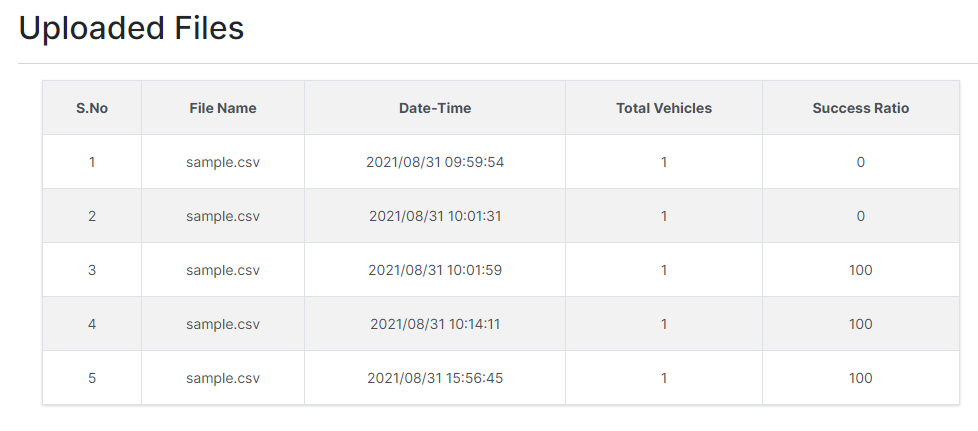 Uploaded Files
S.No File Name Date-Time Total Vehicles Success Ratio
1 sample.csv 2021/08/31 09:59:54 1 0
2 sample.csv 2021/08/31 10:01:31 1 0
3 sample.csv 2021/08/31 10:01:59 1 100
4 sample.csv 2021/08/31 10:14:11 1 100
5 sample.csv 2021/08/31 15:56:45 1 100